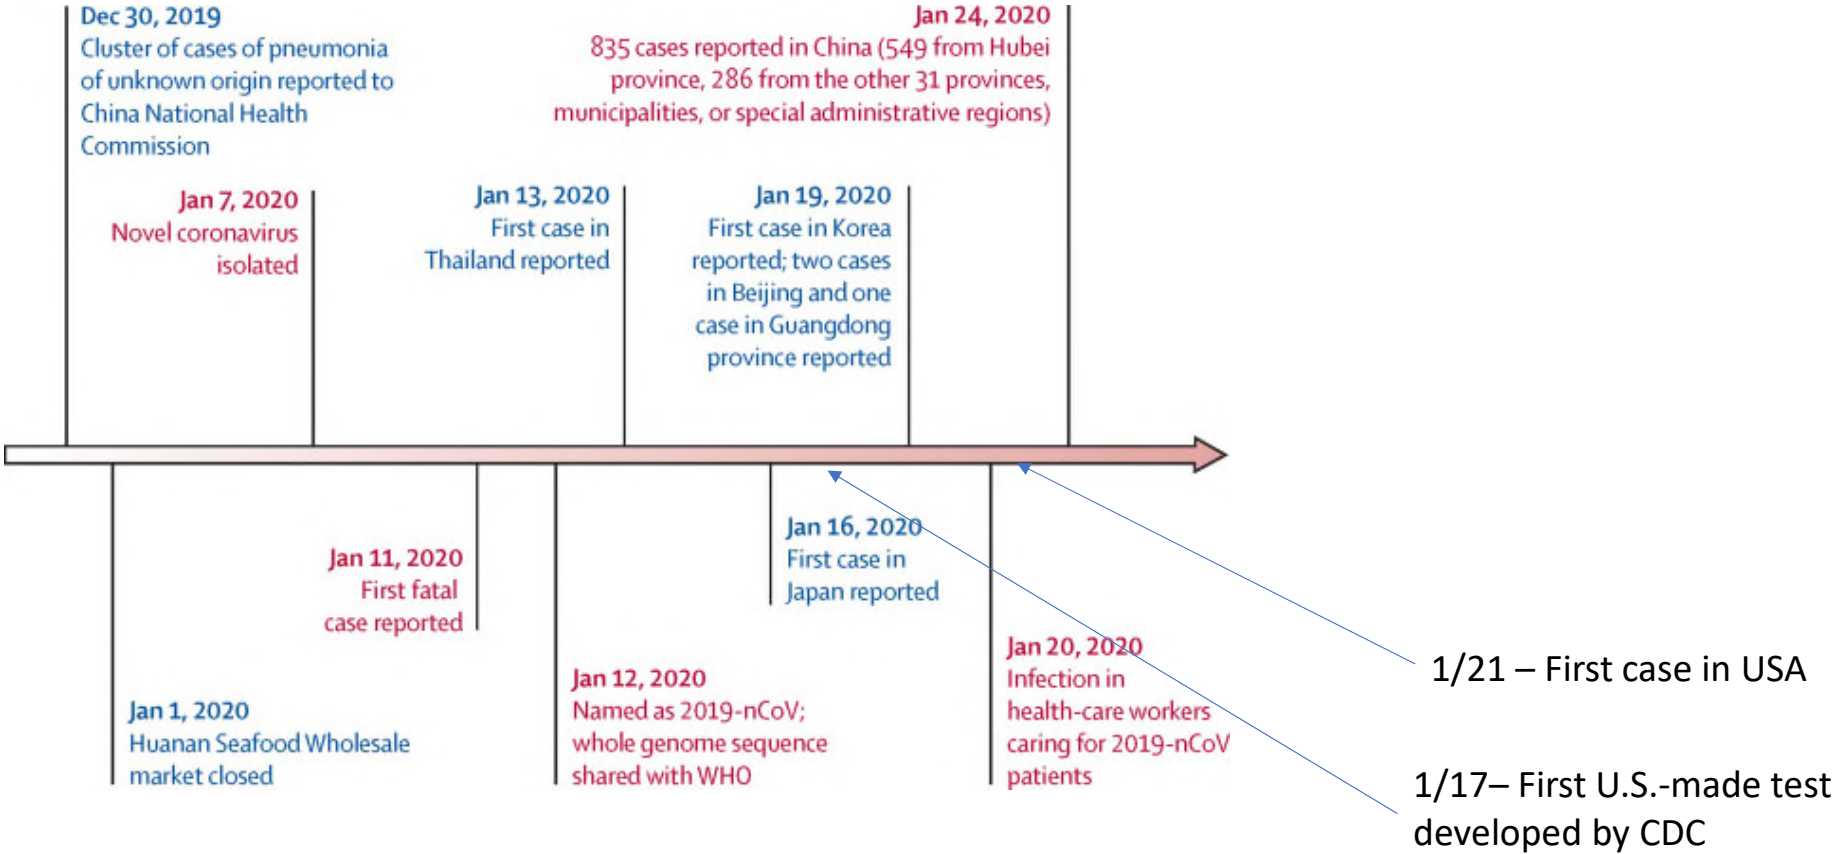 Dec 30, 2019
Cluster of cases of pneumonia
of unknown origin reported to
China National Health
Commission
Jan 24, 2020
835 cases reported in China (549 from Hubei
province, 286 from the other 31 provinces,
municipalities, or special administrative regions)
Jan 7, 2020
Novel coronavirus
isolated
Jan 13, 2020
First case in
Thailand reported
Jan 19, 2020
First case in Korea
reported; two cases
in Beijing and one
case in Guangdong
province reported
Jan 1, 2020
Huanan Seafood Wholesale
market closed
Jan 11, 2020
First fatal
case reported
Jan 12, 2020
Named as 2019-nCoV;
whole genome sequence
shared with WHO
Jan 16, 2020
First case in
Japan reported
Jan 20, 2020
Infection in
health-care workers
caring for 2019-nCoV
patients
1/21 – First case in USA
1/17– First U.S.-made test
developed by CDC